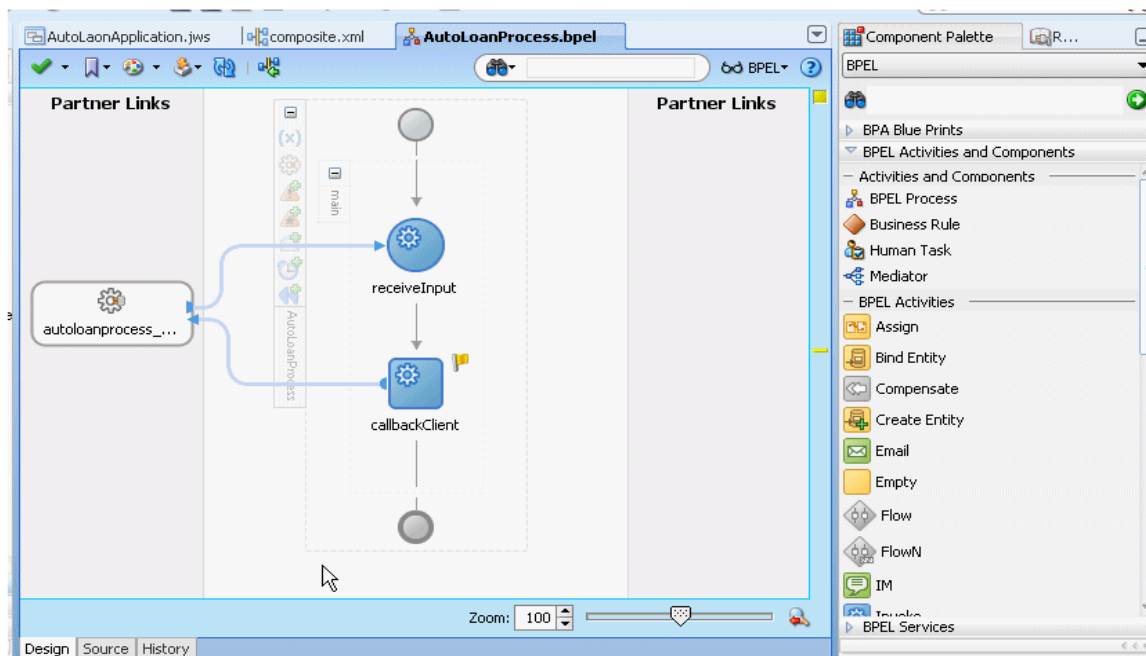 AutoLaonApplication.jws
composite.xml
AutoLoanProcess.bpel
Component Palette
R...
BPEL
BPEL
Partner Links
Partner Links
(x)
main
receiveInput
autoloanprocess_...
AutoLoanProcess
callbackClient
Zoom: 100
Design Source History
BPA Blue Prints
BPEL Activities and Components
Activities and Components
BPEL Process
Business Rule
Human Task
Mediator
BPEL Activities
Assign
Bind Entity
Compensate
Create Entity
Email
Empty
Flow
FlowN
IM
Invoke
BPEL Services